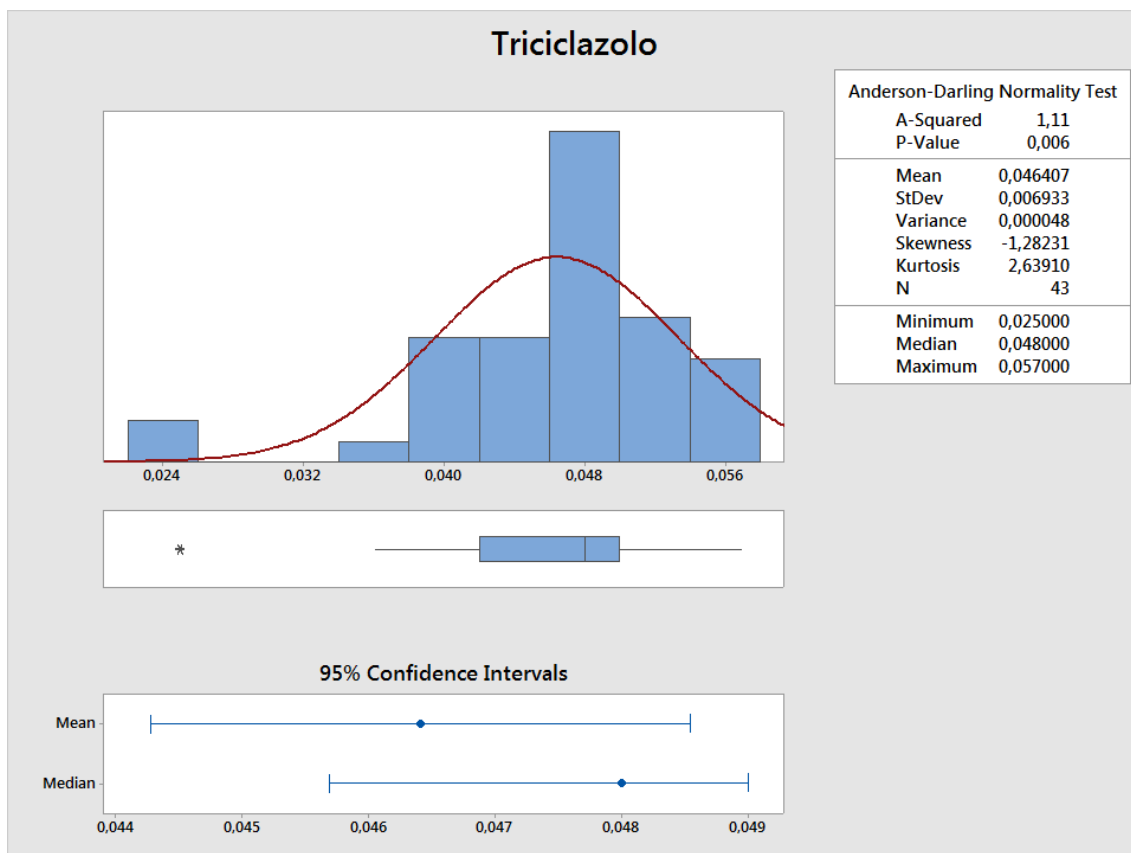 Triciclazolo
Anderson-Darling Normality Test
A-Squared 1,11
P-Value 0,006
Mean 0,046407
StDev 0,006933
Variance 0,000048
Skewness -1,28231
Kurtosis 2,63910
N 43
Minimum 0,025000
Median 0,048000
Maximum 0,057000
0,024 0,032 0,040 0,048 0,056
95% Confidence Intervals
Mean
Median
0,044 0,045 0,046 0,047 0,048 0,049